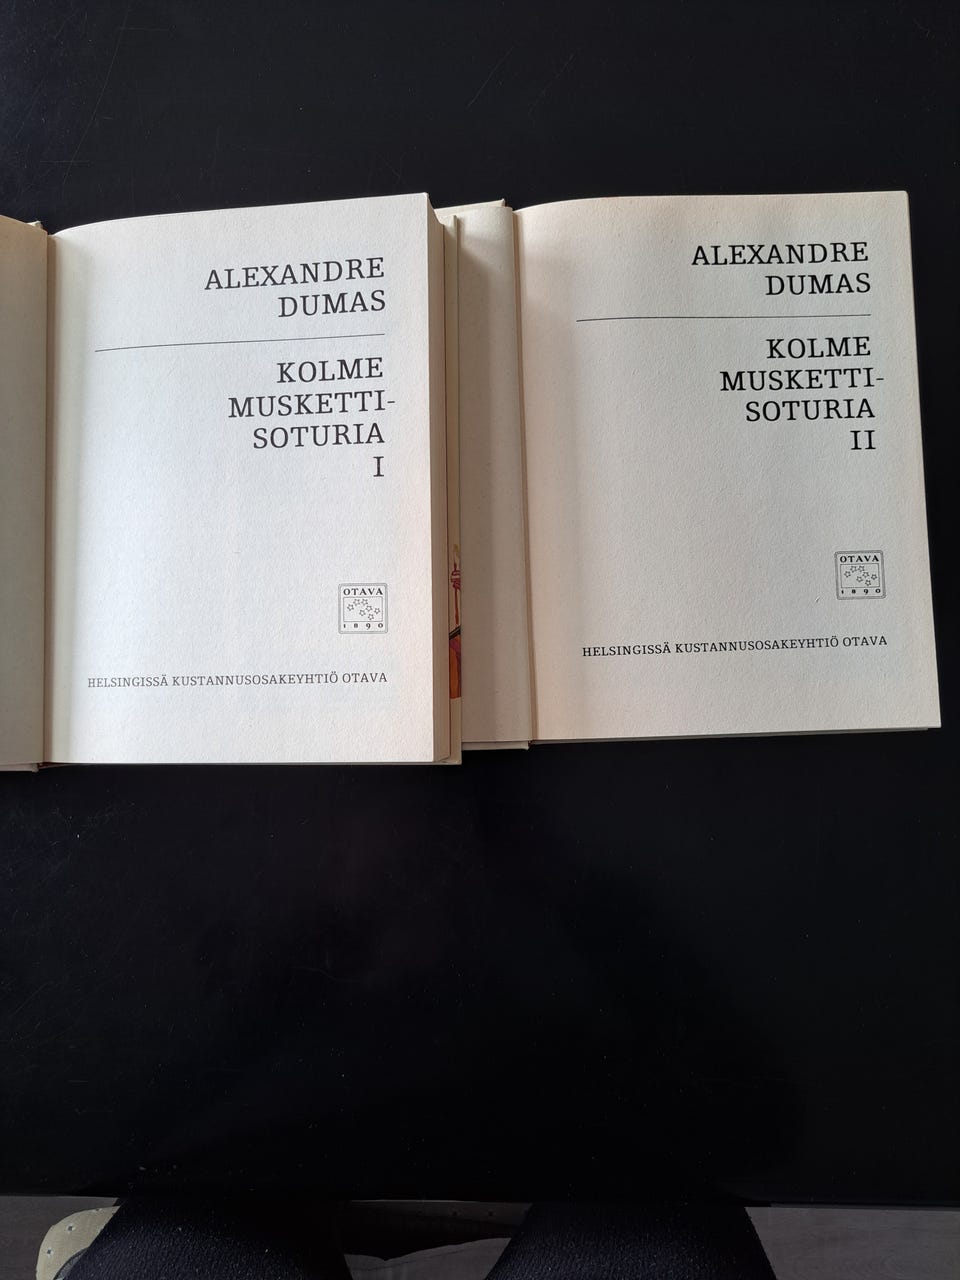 ALEXANDRE
DUMAS
KOLME
MUSKETTI-
SOTURIA
I
OTAVA
1890
HELSINGISSÄ KUSTANNUSOSAKEYHTIÖ OTAVA
ALEXANDRE
DUMAS
KOLME
MUSKETTI-
SOTURIA
II
OTAVA
1890
HELSINGISSÄ KUSTANNUSOSAKEYHTIÖ OTAVA